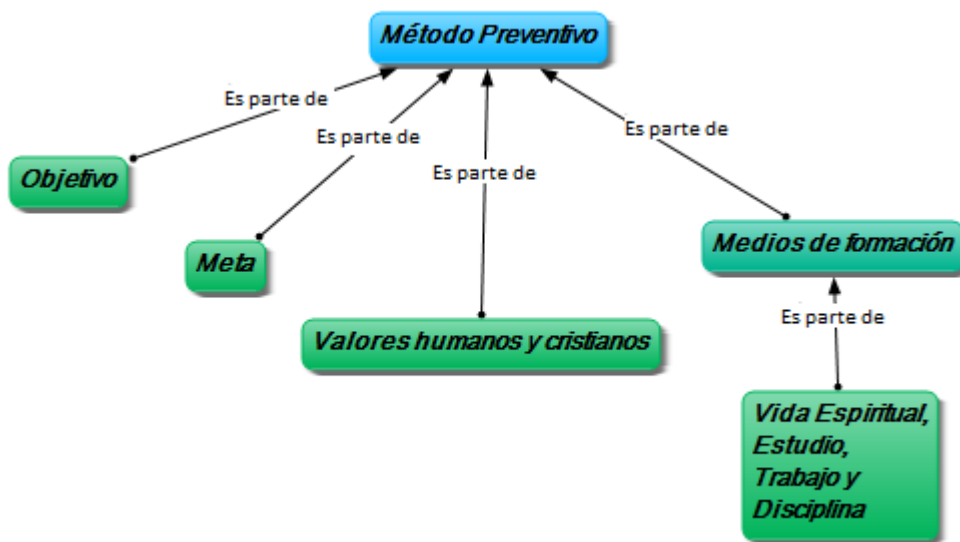 Método Preventivo
Es parte de
Es parte de
Es parte de
Es parte de
Objetivo
Meta
Medios de formación
Es parte de
Valores humanos y cristianos
Vida Espiritual,
Estudio,
Trabajo y
Disciplina